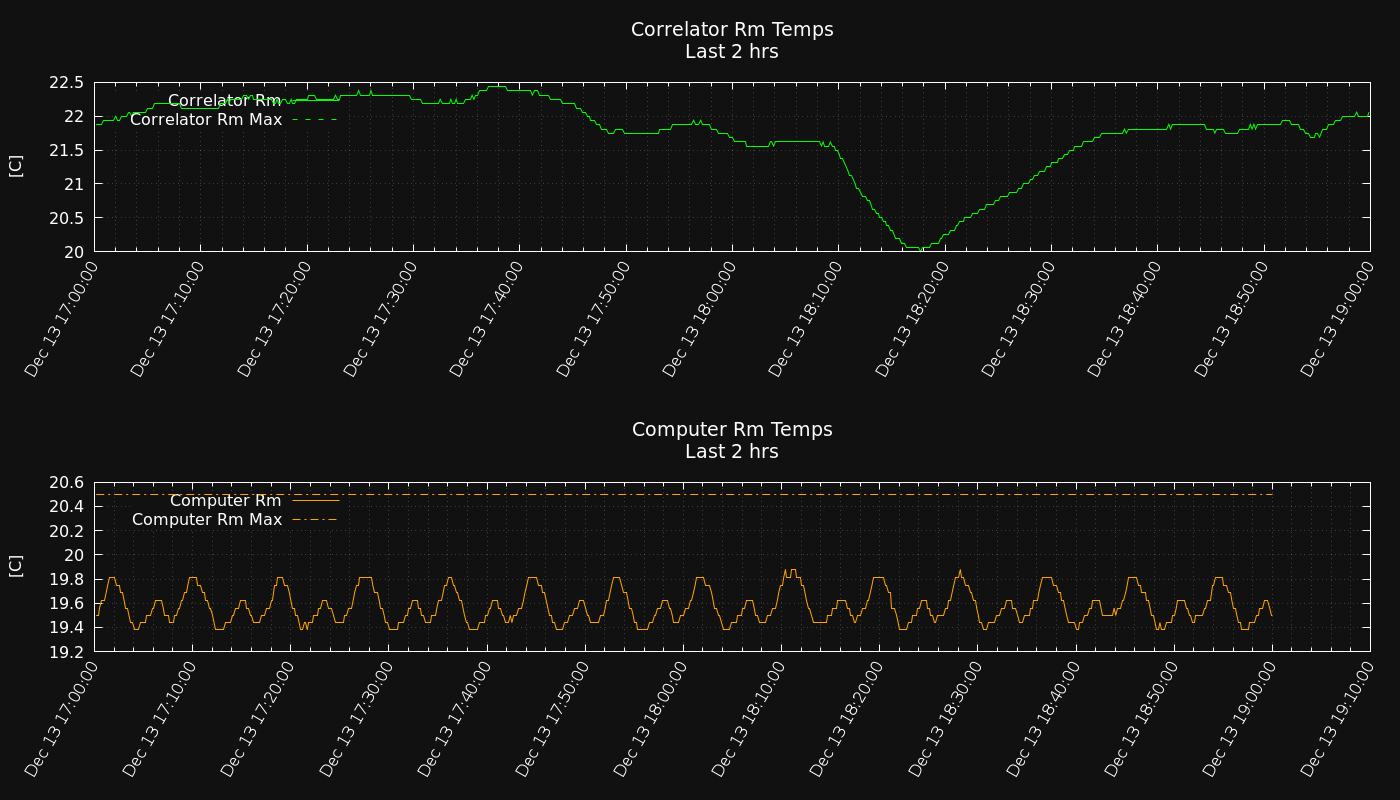 Correlator Rm Temps
Last 2 hrs
22.5
22
21.5
21
20.5
20
[C]
Correlator Rm
Correlator Rm Max
Dec 13 17:00:00
Dec 13 17:10:00
Dec 13 17:20:00
Dec 13 17:30:00
Dec 13 17:40:00
Dec 13 17:50:00
Dec 13 18:00:00
Dec 13 18:10:00
Dec 13 18:20:00
Dec 13 18:30:00
Dec 13 18:40:00
Dec 13 18:50:00
Dec 13 19:00:00
Computer Rm Temps
Last 2 hrs
20.6
20.4
20.2
20
19.8
19.6
19.4
19.2
[C]
Computer Rm
Computer Rm Max
Dec 13 17:00:00
Dec 13 17:10:00
Dec 13 17:20:00
Dec 13 17:30:00
Dec 13 17:40:00
Dec 13 17:50:00
Dec 13 18:00:00
Dec 13 18:10:00
Dec 13 18:20:00
Dec 13 18:30:00
Dec 13 18:40:00
Dec 13 18:50:00
Dec 13 19:00:00
Dec 13 19:10:00